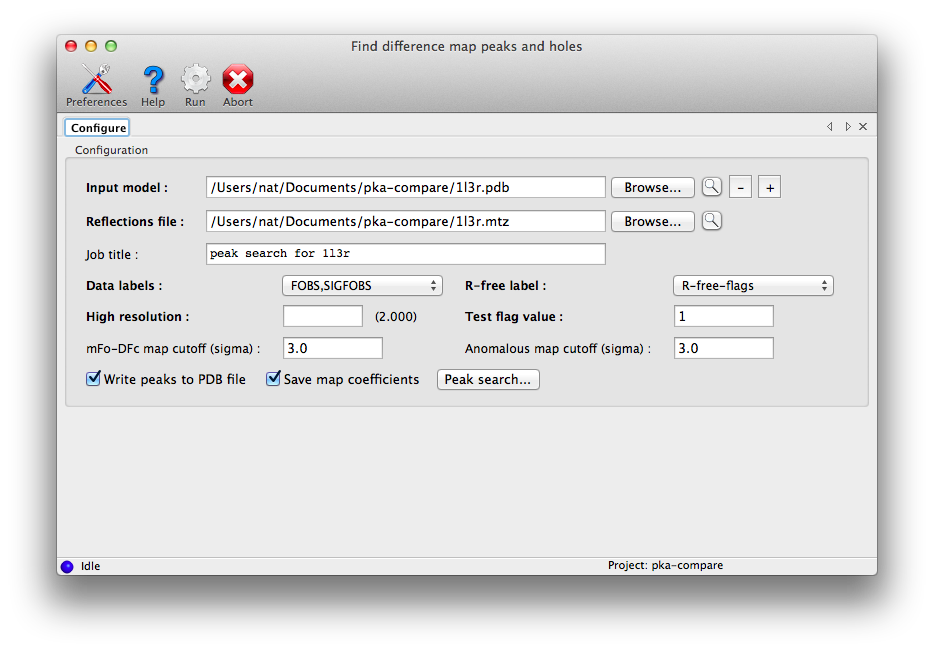 Find difference map peaks and holes
Preferences Help Run Abort
Configure
Configuration
Input model : /Users/nat/Documents/pka-compare/1l3r.pdb Browse... - +
Reflections file : /Users/nat/Documents/pka-compare/1l3r.mtz Browse...
Job title : peak search for 1l3r
Data labels : FOBS,SIGFOBS R-free label : R-free-flags
High resolution : (2.000) Test flag value : 1
mFo-DFc map cutoff (sigma) : 3.0 Anomalous map cutoff (sigma) : 3.0
Write peaks to PDB file Save map coefficients Peak search...
Idle Project: pka-compare